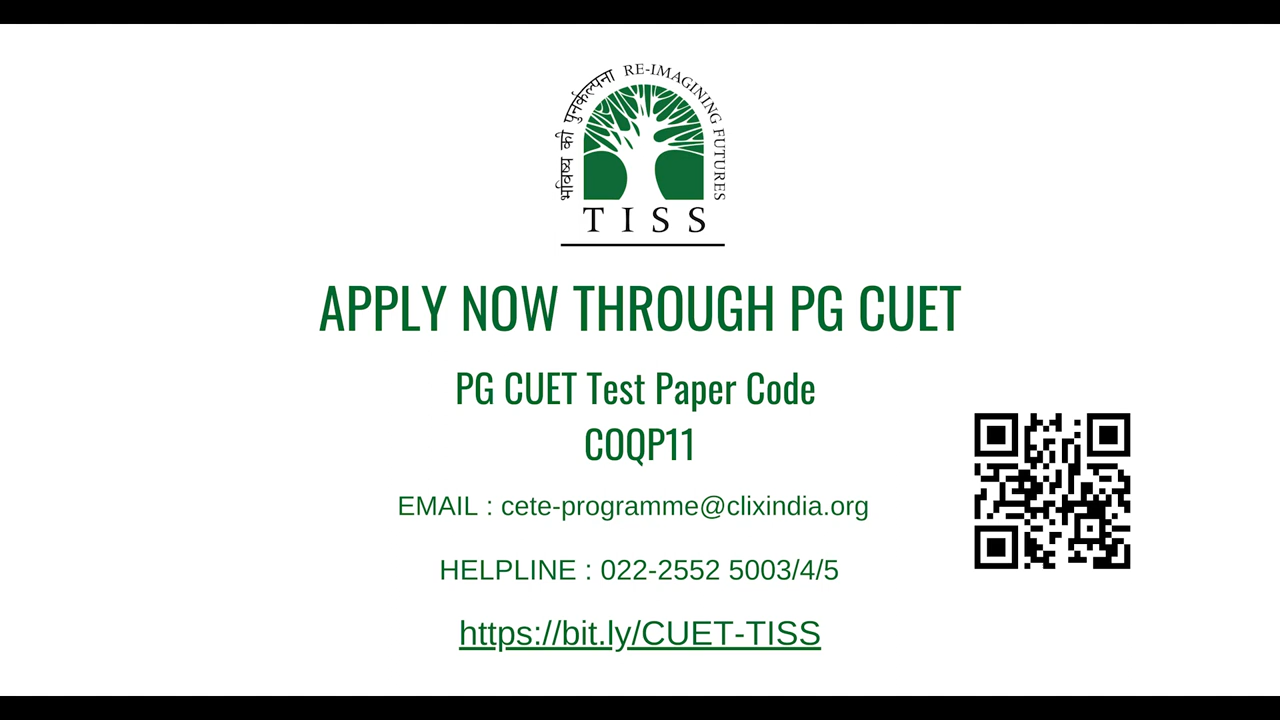 भविष्य की पुनर्कल्पना RE-IMAGINING FUTURES
TISS
APPLY NOW THROUGH PG CUET
PG CUET Test Paper Code
COQP11
EMAIL : cete-programme@clixindia.org
HELPLINE : 022-2552 5003/4/5
https://bit.ly/CUET-TISS